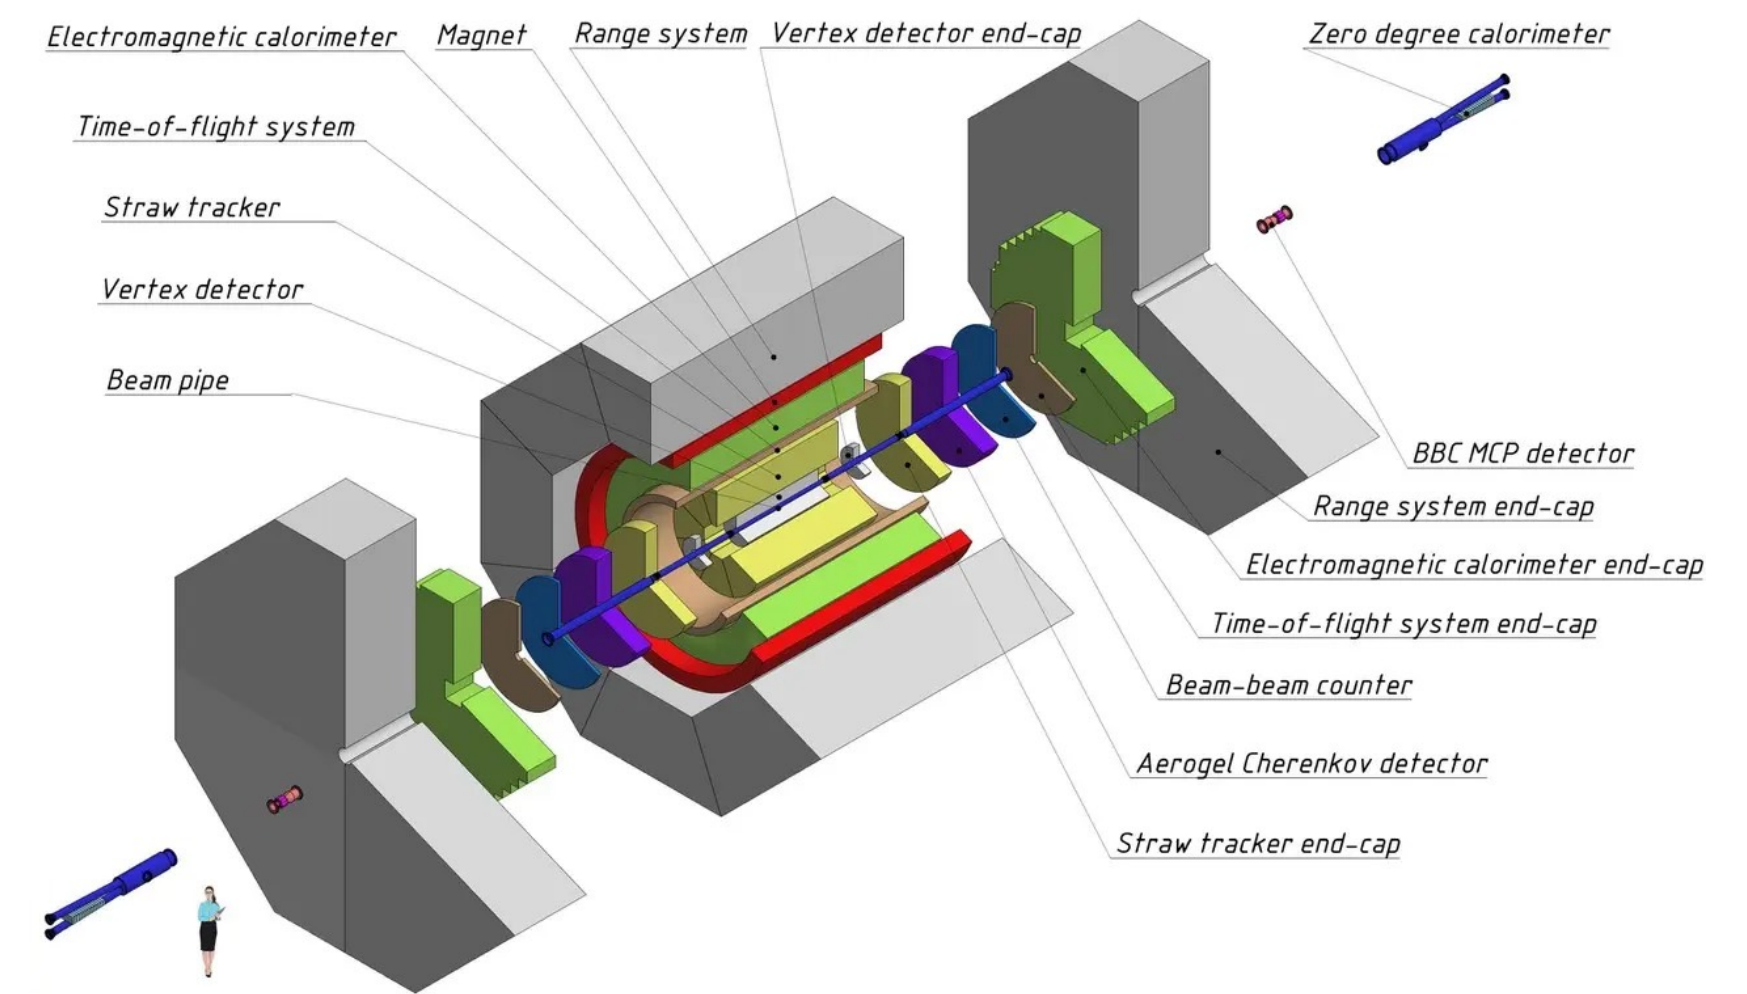 Electromagnetic calorimeter
Magnet
Range system
Vertex detector end-cap
Zero degree calorimeter
Time-of-flight system
Straw tracker
Vertex detector
Beam pipe
BBC MCP detector
Range system end-cap
Electromagnetic calorimeter end-cap
Time-of-flight system end-cap
Beam-beam counter
Aerogel Cherenkov detector
Straw tracker end-cap